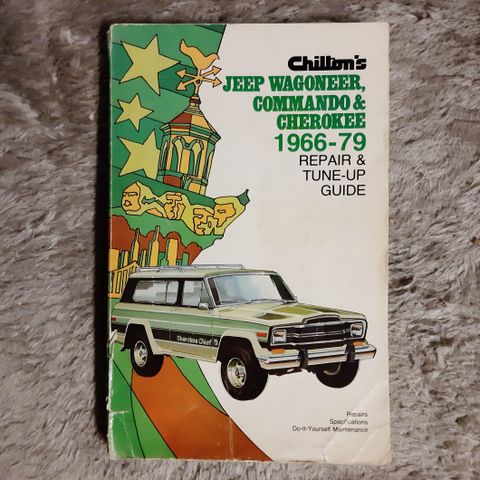 Chilton's
JEEP WAGONEER,
COMMANDO &
CHEROKEE
1966-79
REPAIR &
TUNE-UP
GUIDE
Cherokee Chief
Repairs
Specifications
Do-It-Yourself Maintenance